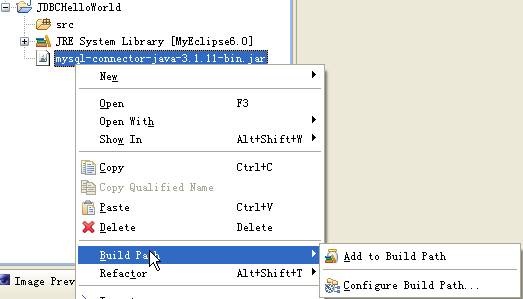 JDBCHelloWorld
src
JRE System Library [MyEclipse6.0]
mysql-connector-java-3.1.11-bin.jar
New
Open F3
Open With
Show In Alt+Shift+W
Copy Ctrl+C
Copy Qualified Name
Paste Ctrl+V
Delete Delete
Build Path
Add to Build Path
Image Prev
Refactor Alt+Shift+T
Configure Build Path...